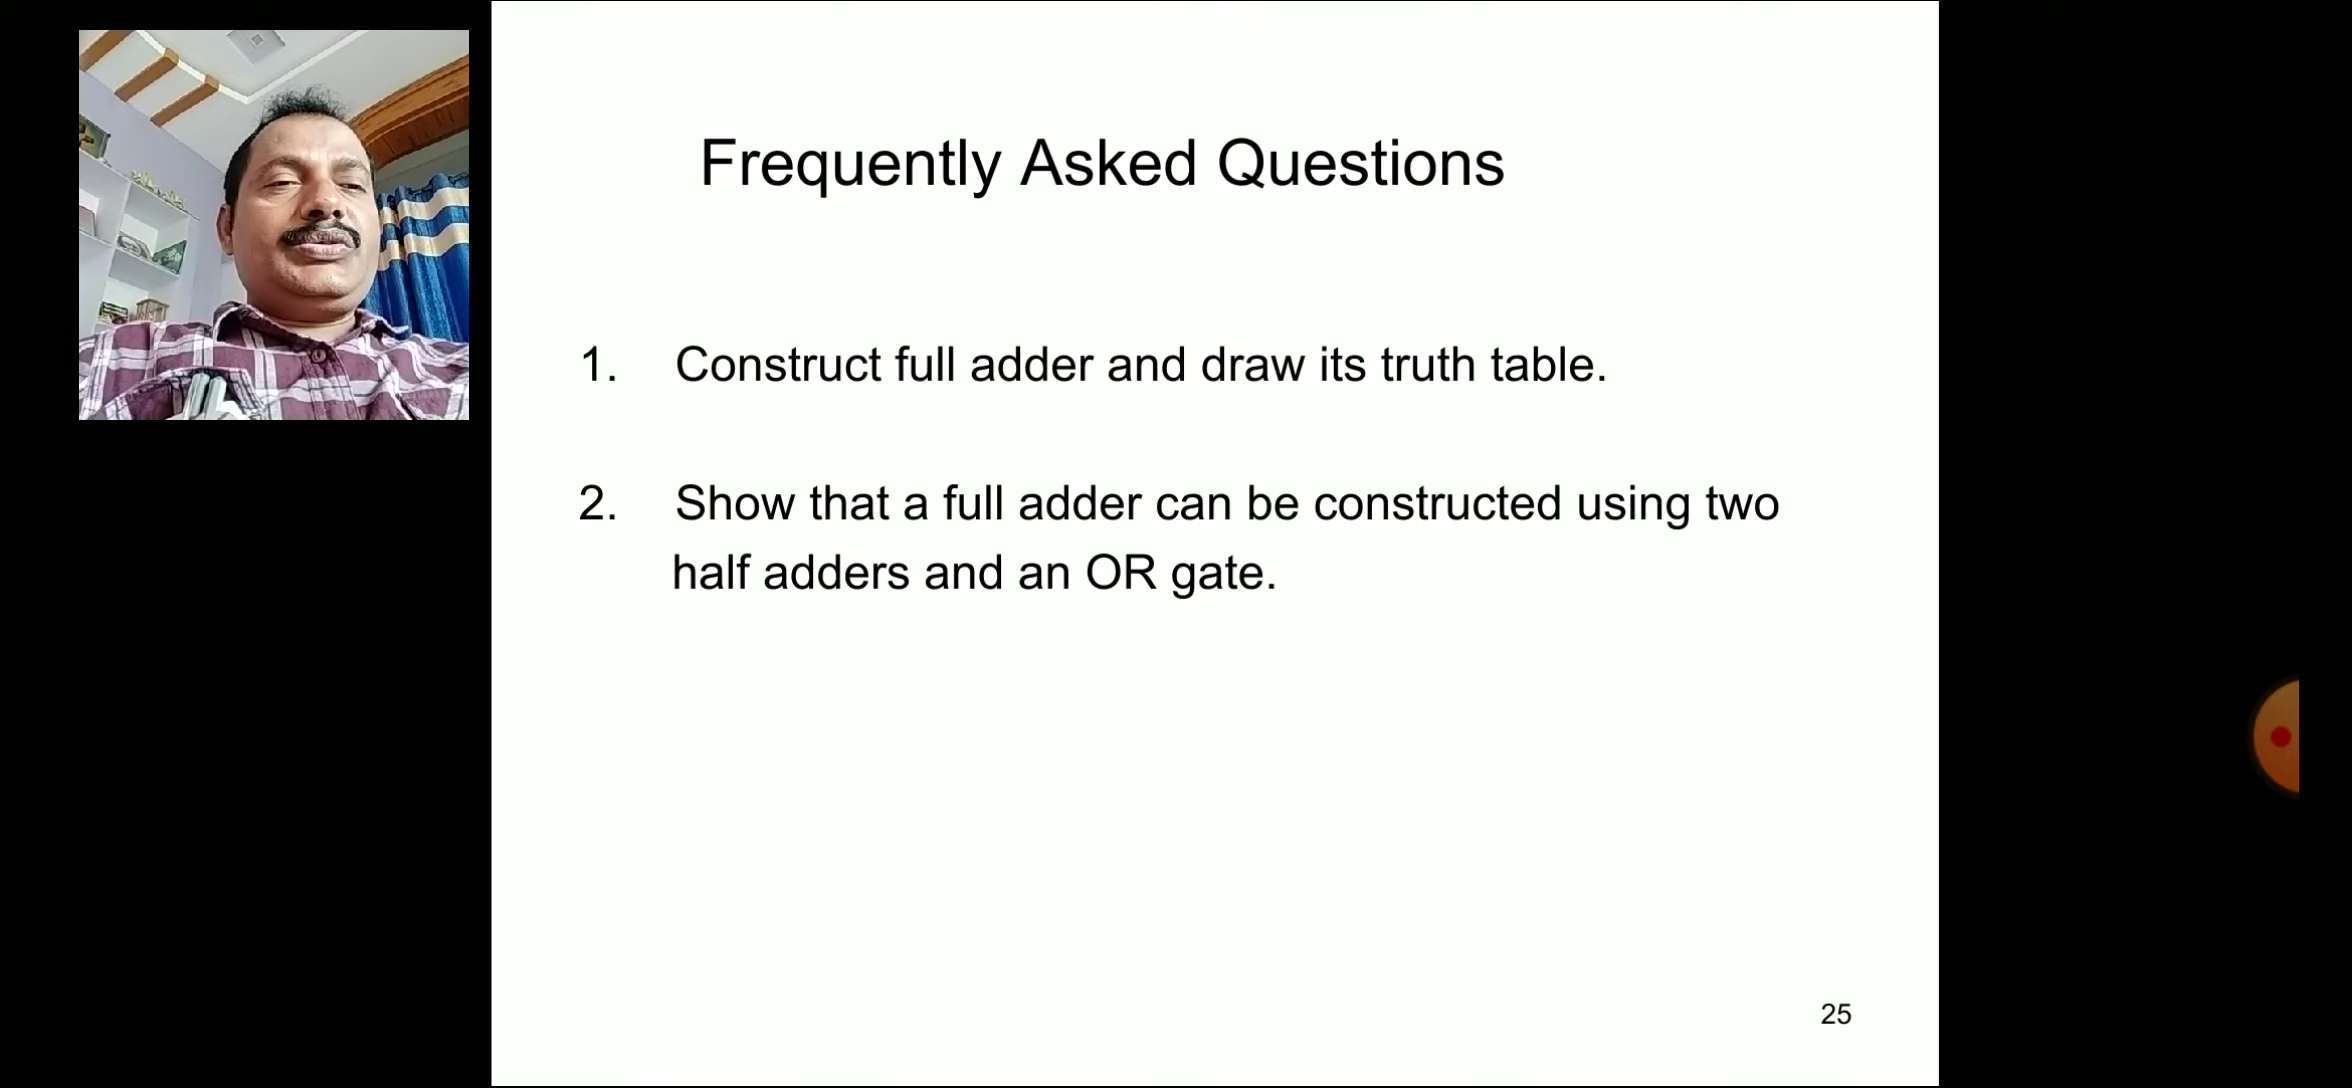 Frequently Asked Questions
1. Construct full adder and draw its truth table.
2. Show that a full adder can be constructed using two
half adders and an OR gate.
25